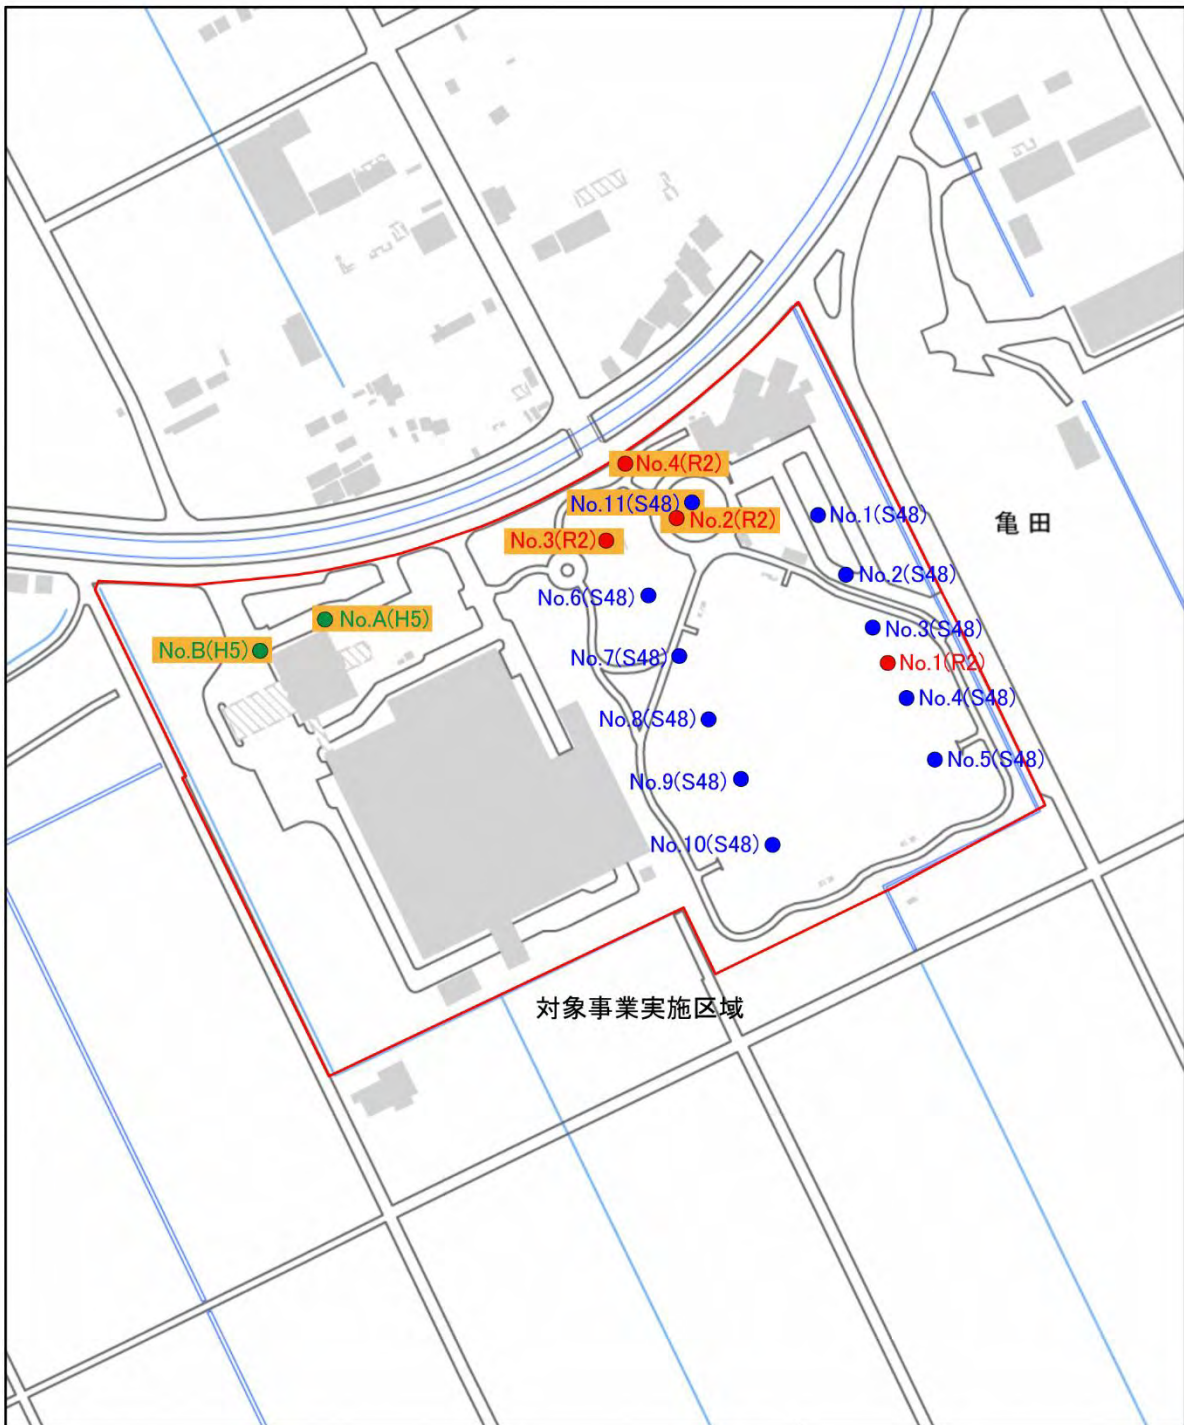 No.4(R2)
No.11(S48)
No.2(R2)
No.1(S48)
亀田
No.3(R2)
No.2(S48)
No.6(S48)
No.A(H5)
No.3(S48)
No.B(H5)
No.7(S48)
No.1(R2)
No.4(S48)
No.8(S48)
No.5(S48)
No.9(S48)
No.10(S48)
対象事業実施区域